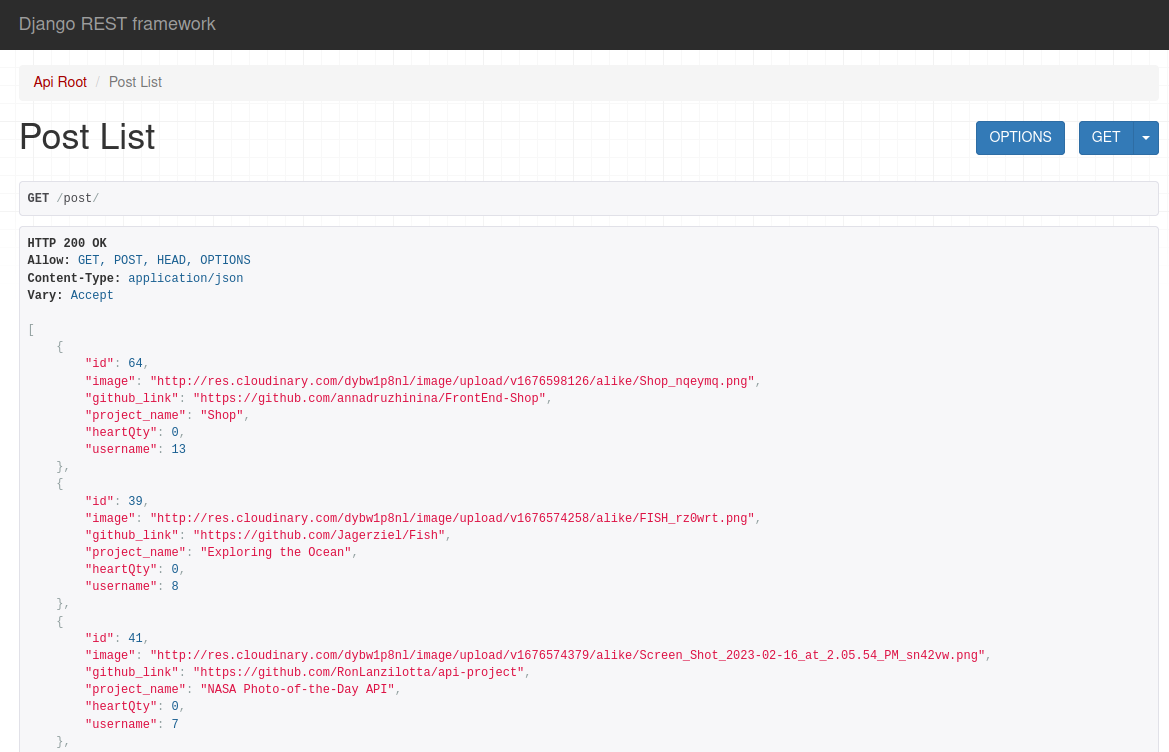 Django REST framework
Api Root / Post List
Post List
OPTIONS
GET
GET /post/
HTTP 200 OK
Allow: GET, POST, HEAD, OPTIONS
Content-Type: application/json
Vary: Accept
[
    {
        "id": 64,
        "image": "http://res.cloudinary.com/dybw1p8nl/image/upload/v1676598126/alike/Shop_nqeymq.png",
        "github_link": "https://github.com/annadruzhinina/FrontEnd-Shop",
        "project_name": "Shop",
        "heartQty": 0,
        "username": 13
    },
    {
        "id": 39,
        "image": "http://res.cloudinary.com/dybw1p8nl/image/upload/v1676574258/alike/FISH_rz0wrt.png",
        "github_link": "https://github.com/Jagerziel/Fish",
        "project_name": "Exploring the Ocean",
        "heartQty": 0,
        "username": 8
    },
    {
        "id": 41,
        "image": "http://res.cloudinary.com/dybw1p8nl/image/upload/v1676574379/alike/Screen_Shot_2023-02-16_at_2.05.54_PM_sn42vw.png",
        "github_link": "https://github.com/RonLanzilotta/api-project",
        "project_name": "NASA Photo-of-the-Day API",
        "heartQty": 0,
        "username": 7
    },